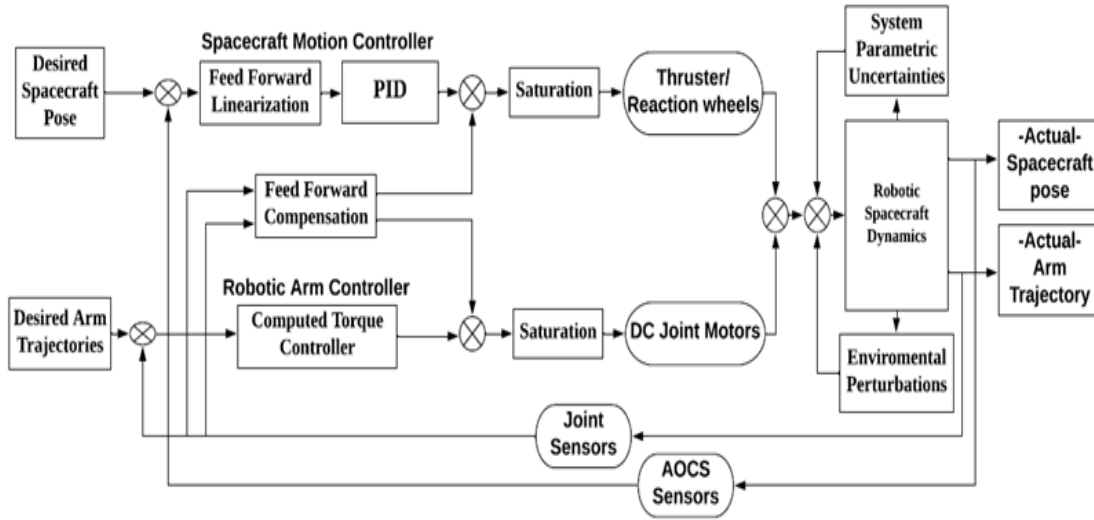 Spacecraft Motion Controller
Desired
Spacecraft
Pose
Feed Forward
Linearization
PID
Saturation
Thruster/
Reaction wheels
System
Parametric
Uncertainties
-Actual-
Spacecraft
pose
Feed Forward
Compensation
Robotic
Spacecraft
Dynamics
-Actual-
Arm
Trajectory
Robotic Arm Controller
Desired Arm
Trajectories
Computed Torque
Controller
Saturation
DC Joint Motors
Enviromental
Perturbations
Joint
Sensors
AOCS
Sensors